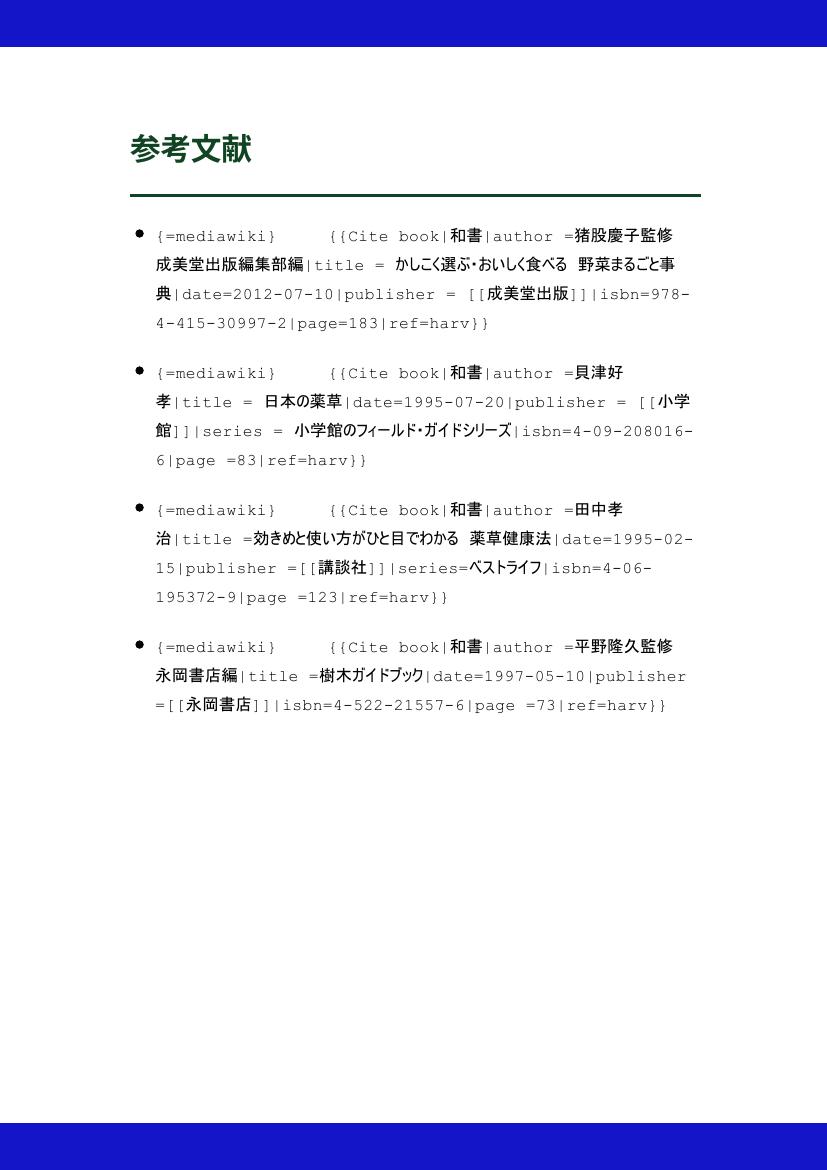 参考文献
{=mediawiki} {{Cite book|和書|author =猪股慶子監修
成美堂出版編集部編|title = かしこく選ぶ・おいしく食べる 野菜まるごと事
典|date=2012-07-10|publisher = [[成美堂出版]]|isbn=978-
4-415-30997-2|page=183|ref=harv}}
{=mediawiki} {{Cite book|和書|author =貝津好
孝|title = 日本の薬草|date=1995-07-20|publisher = [[小学
館]]|series = 小学館のフィールド・ガイドシリーズ|isbn=4-09-208016-
6|page =83|ref=harv}}
{=mediawiki} {{Cite book|和書|author =田中孝
治|title =効きめと使い方がひと目でわかる 薬草健康法|date=1995-02-
15|publisher =[[講談社]]|series=ベストライフ|isbn=4-06-
195372-9|page =123|ref=harv}}
{=mediawiki} {{Cite book|和書|author =平野隆久監修
永岡書店編|title =樹木ガイドブック|date=1997-05-10|publisher
=[[永岡書店]]|isbn=4-522-21557-6|page =73|ref=harv}}